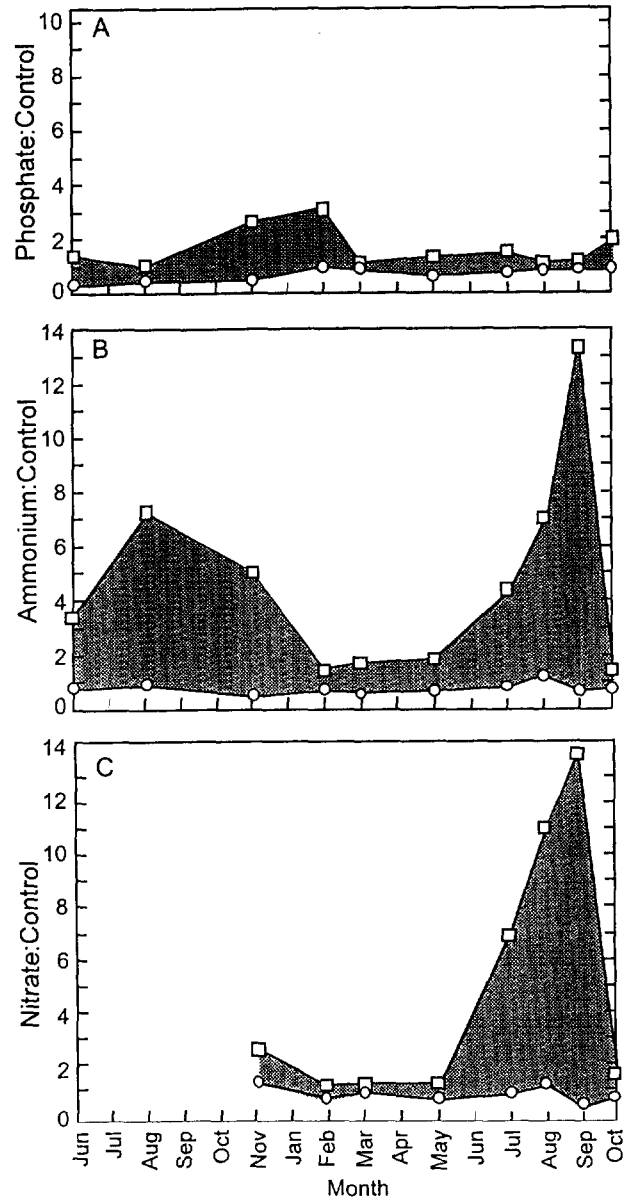 A
Phosphate:Control
10
8
6
4
2
0
B
Ammonium:Control
14
12
10
8
6
4
2
0
C
Nitrate:Control
14
12
10
8
6
4
2
0
Jun Jul Aug Sep Oct Nov Jan Feb Mar Apr May Jun Jul Aug Sep Oct
Month